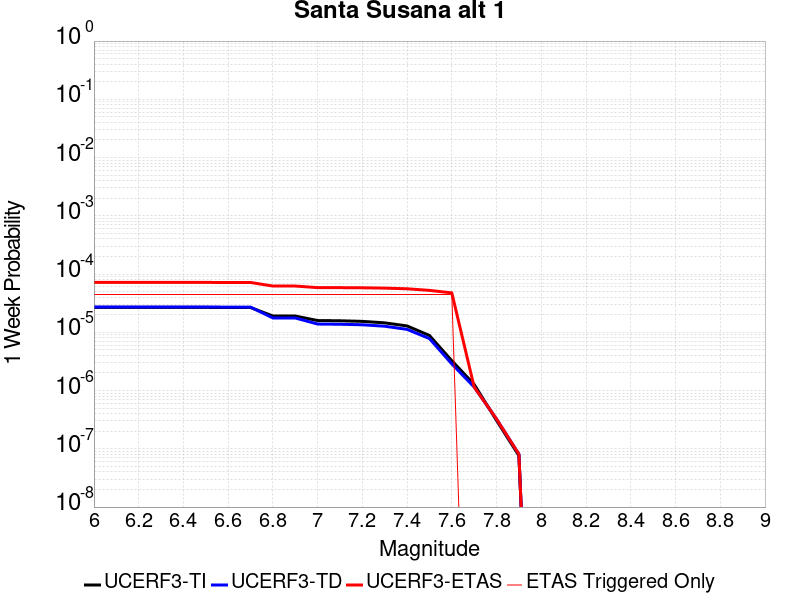 Santa Susana alt 1
10^0
10^-1
10^-2
10^-3
10^-4
10^-5
10^-6
10^-7
10^-8
1 Week Probability
6 6.2 6.4 6.6 6.8 7 7.2 7.4 7.6 7.8 8 8.2 8.4 8.6 8.8 9
Magnitude
UCERF3-TI UCERF3-TD UCERF3-ETAS ETAS Triggered Only